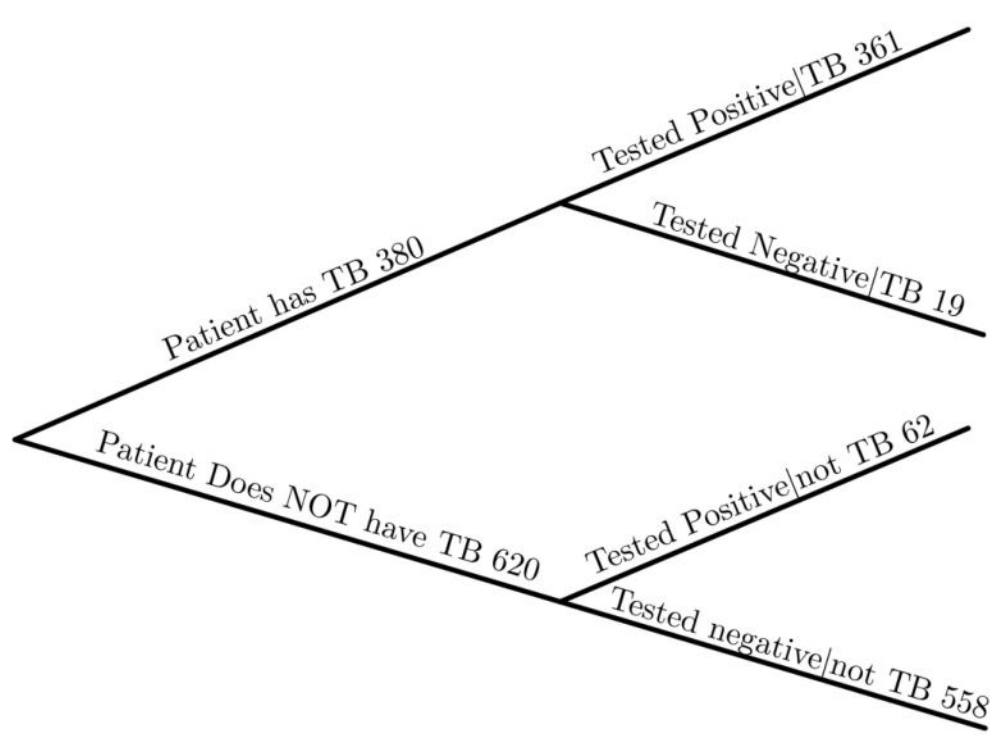 Tested Positive|TB 361
Tested Negative|TB 19
Patient has TB 380
Patient Does NOT have TB 620
Tested Positive|not TB 62
Tested negative|not TB 558